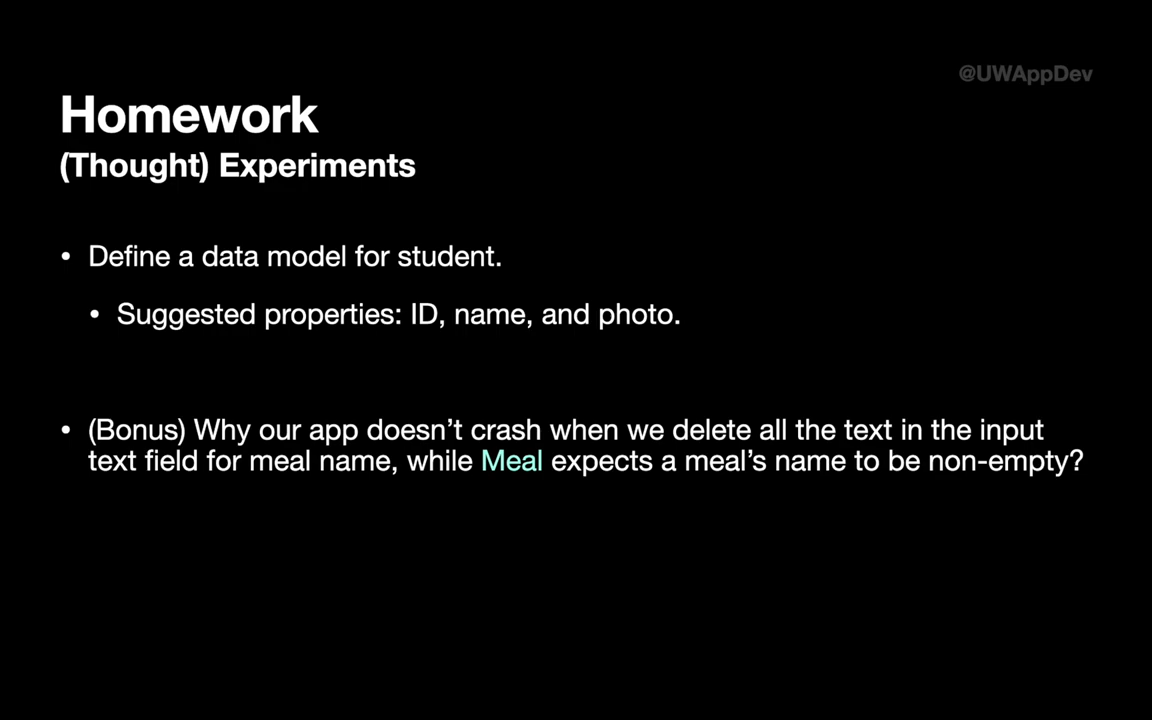 @UWAppDev
Homework
(Thought) Experiments
• Define a data model for student.
• Suggested properties: ID, name, and photo.
• (Bonus) Why our app doesn’t crash when we delete all the text in the input
text field for meal name, while Meal expects a meal’s name to be non-empty?